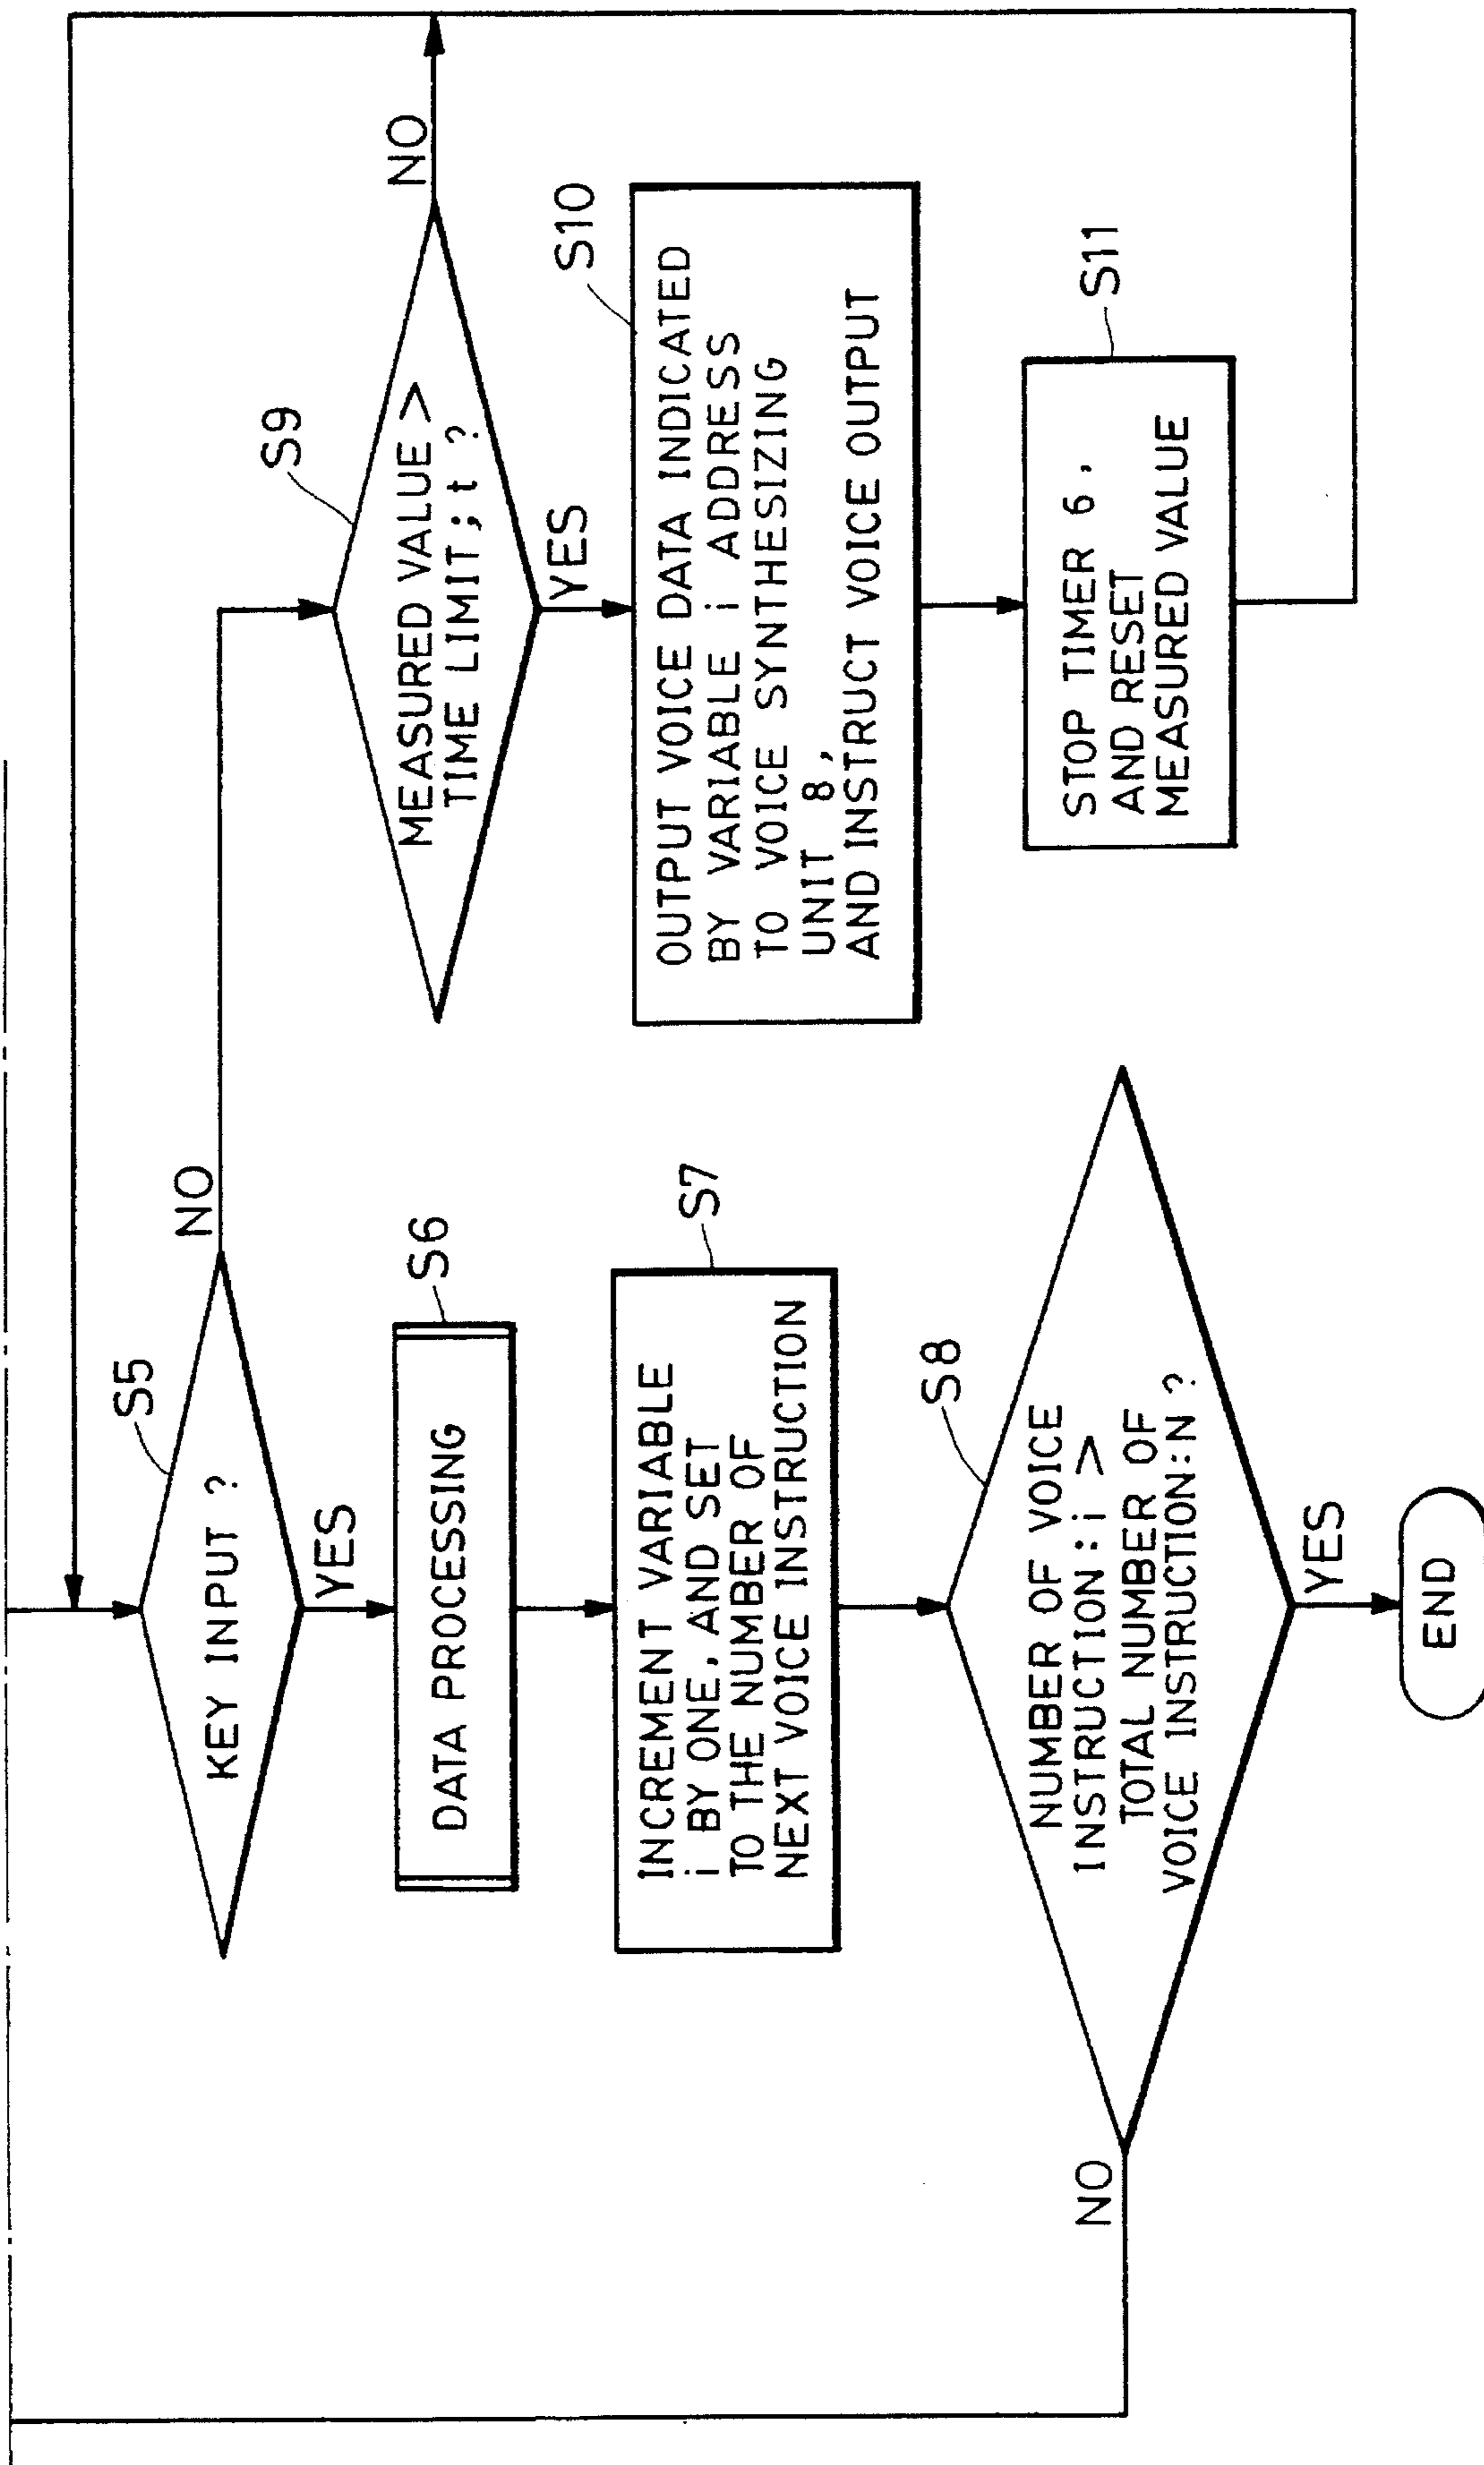 S5
KEY INPUT ?
NO
YES
S6
DATA PROCESSING
S7
INCREMENT VARIABLE
i BY ONE, AND SET
TO THE NUMBER OF
NEXT VOICE INSTRUCTION
S8
NUMBER OF VOICE
INSTRUCTION : i >
TOTAL NUMBER OF
VOICE INSTRUCTION : N ?
NO
YES
END
S9
MEASURED VALUE >
TIME LIMIT ; t ?
NO
YES
S10
OUTPUT VOICE DATA INDICATED
BY VARIABLE i ADDRESS
TO VOICE SYNTHESIZING
UNIT 8,
AND INSTRUCT VOICE OUTPUT
S11
STOP TIMER 6 ,
AND RESET
MEASURED VALUE